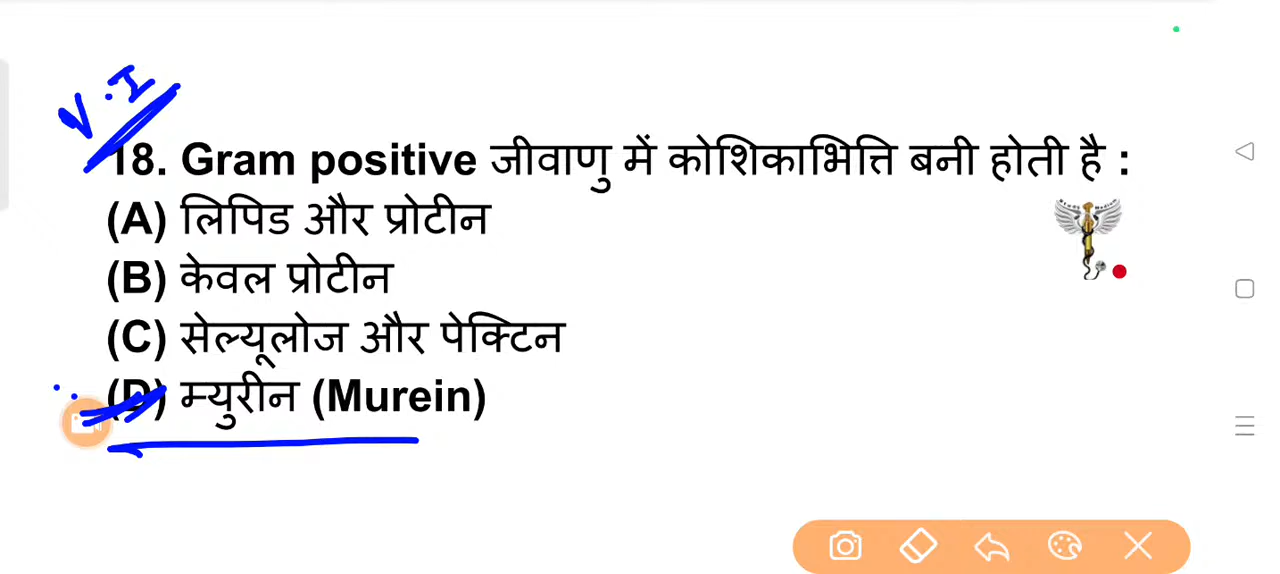 V.I
18. Gram positive जीवाणु में कोशिकाभित्ति बनी होती है :
(A) लिपिड और प्रोटीन
(B) केवल प्रोटीन
(C) सेल्यूलोज और पेक्टिन
(D) म्युरीन (Murein)